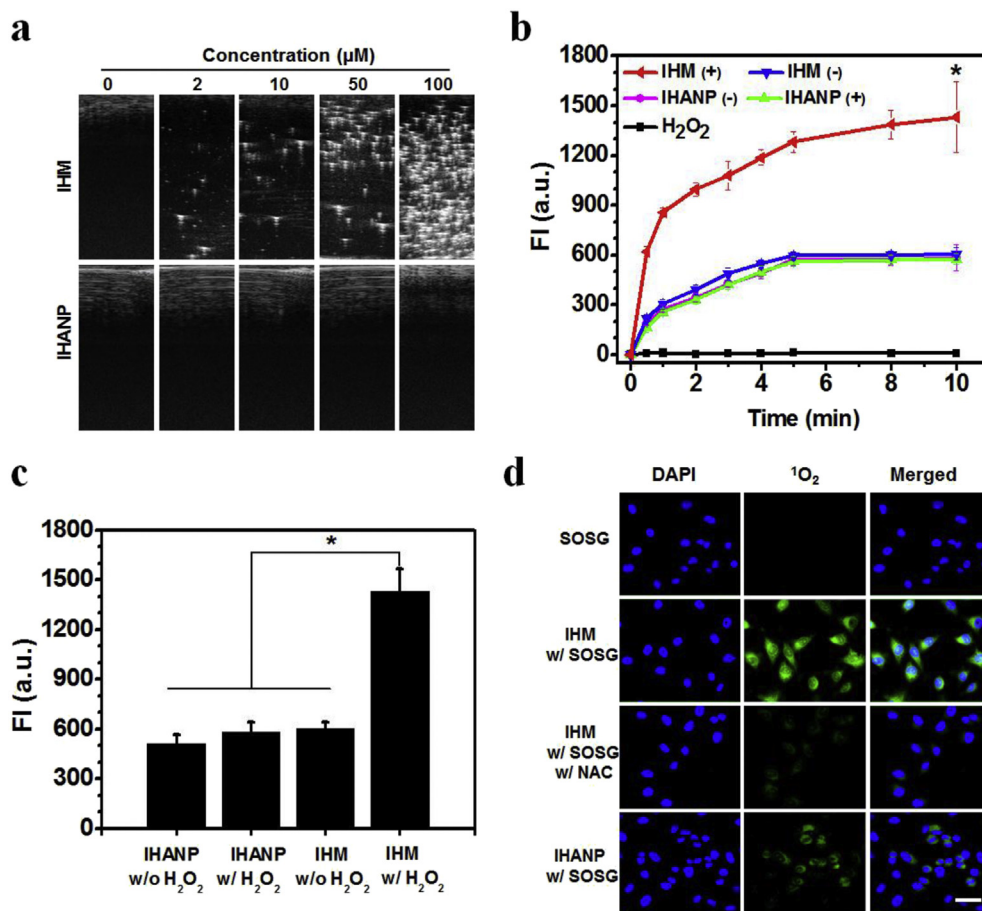 a
Concentration (μM)
0 2 10 50 100
IHM
IHANP
b
1800
1500
1200
900
600
300
0
FI (a.u.)
IHM (+) IHM (-)
IHANP (-) IHANP (+)
H₂O₂
*
0 2 4 6 8 10
Time (min)
c
1800
1500
1200
900
600
300
0
FI (a.u.)
*
IHANP IHANP IHM IHM
w/o H₂O₂ w/ H₂O₂ w/o H₂O₂ w/ H₂O₂
d
DAPI ¹O₂ Merged
SOSG
IHM
w/ SOSG
IHM
w/ SOSG
w/ NAC
IHANP
w/ SOSG